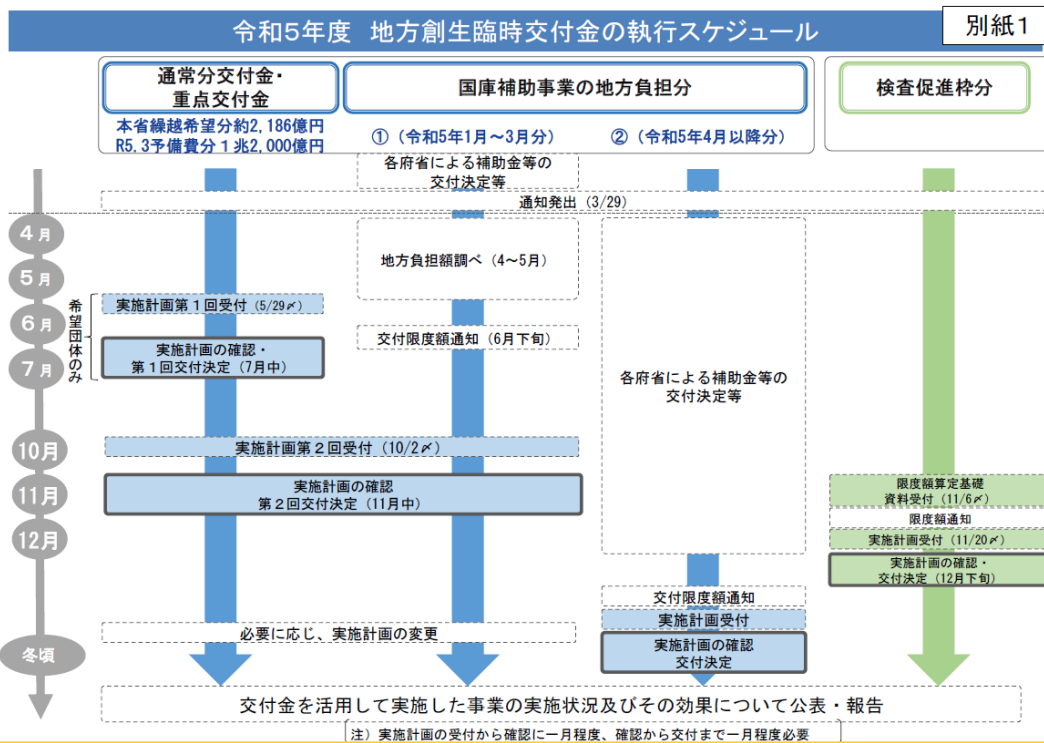 令和5年度 地方創生臨時交付金の執行スケジュール
別紙1
通常分交付金・
重点交付金
本省繰越希望分約2,186億円
R5.3予備費分1兆2,000億円
国庫補助事業の地方負担分
①（令和5年1月～3月分）
②（令和5年4月以降分）
検査促進枠分
各府省による補助金等の
交付決定等
通知発出（3/29）
4月
5月
6月
7月
10月
11月
12月
冬頃
希望団体のみ
地方負担額調べ（4～5月）
実施計画第1回受付（5/29〆）
交付限度額通知（6月下旬）
実施計画の確認・
第1回交付決定（7月中）
各府省による補助金等の
交付決定等
実施計画第2回受付（10/2〆）
実施計画の確認
第2回交付決定（11月中）
限度額算定基礎
資料受付（11/6〆）
限度額通知
実施計画受付（11/20〆）
実施計画の確認・
交付決定（12月下旬）
交付限度額通知
実施計画受付
実施計画の確認
交付決定
必要に応じ、実施計画の変更
交付金を活用して実施した事業の実施状況及びその効果について公表・報告
注）実施計画の受付から確認に一月程度、確認から交付まで一月程度必要